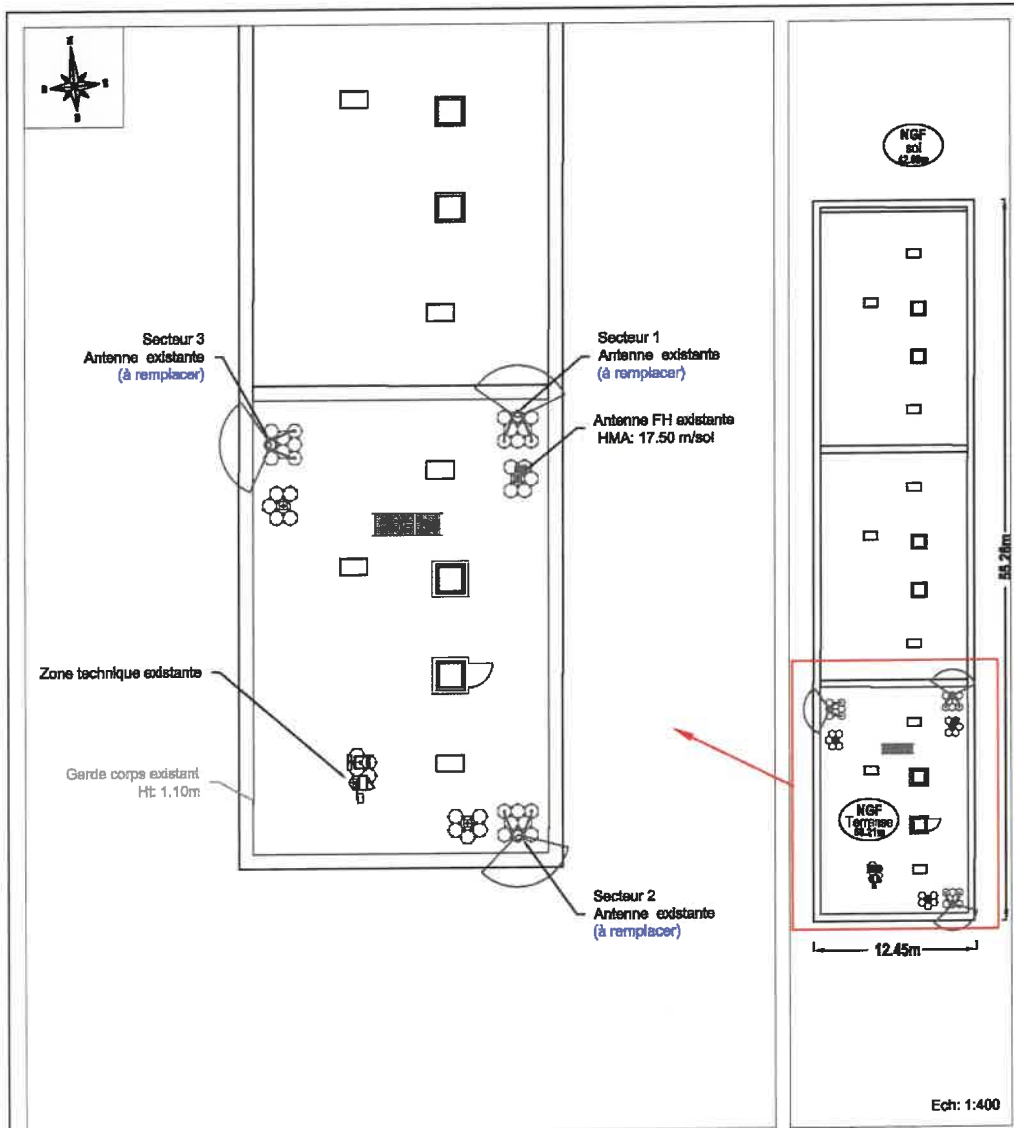 NGF
sol
Secteur 3
Antenne existante
(à remplacer)
Secteur 1
Antenne existante
(à remplacer)
Antenne FH existante
HMA: 17.50 m/sol
Zone technique existante
Garde corps existant
Ht: 1.10m
Secteur 2
Antenne existante
(à remplacer)
55.26m
NGF
Terrasse
12.45m
Ech: 1:400